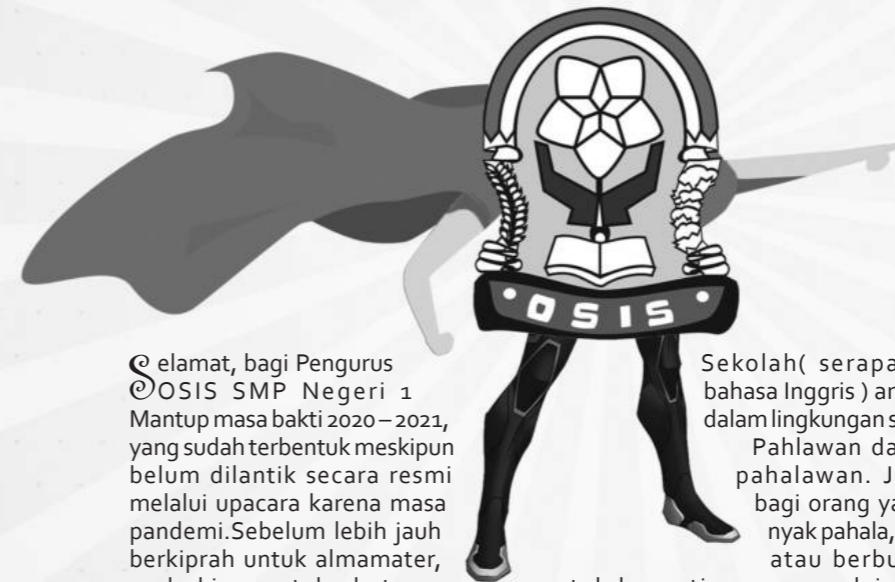 OSIS
Selamat, bagi Pengurus
OSIS SMP Negeri 1
Mantup masa bakti 2020 – 2021,
yang sudah terbentuk meskipun
belum dilantik secara resmi
melalui upacara karena masa
pandemi.Sebelum lebih jauh
berkiprah untuk almamater,
Sekolah( serapa
bahasa Inggris ) an
dalam lingkungan s
Pahlawan da
pahalawan. J
bagi orang ya
nyak pahala,
atau berbu